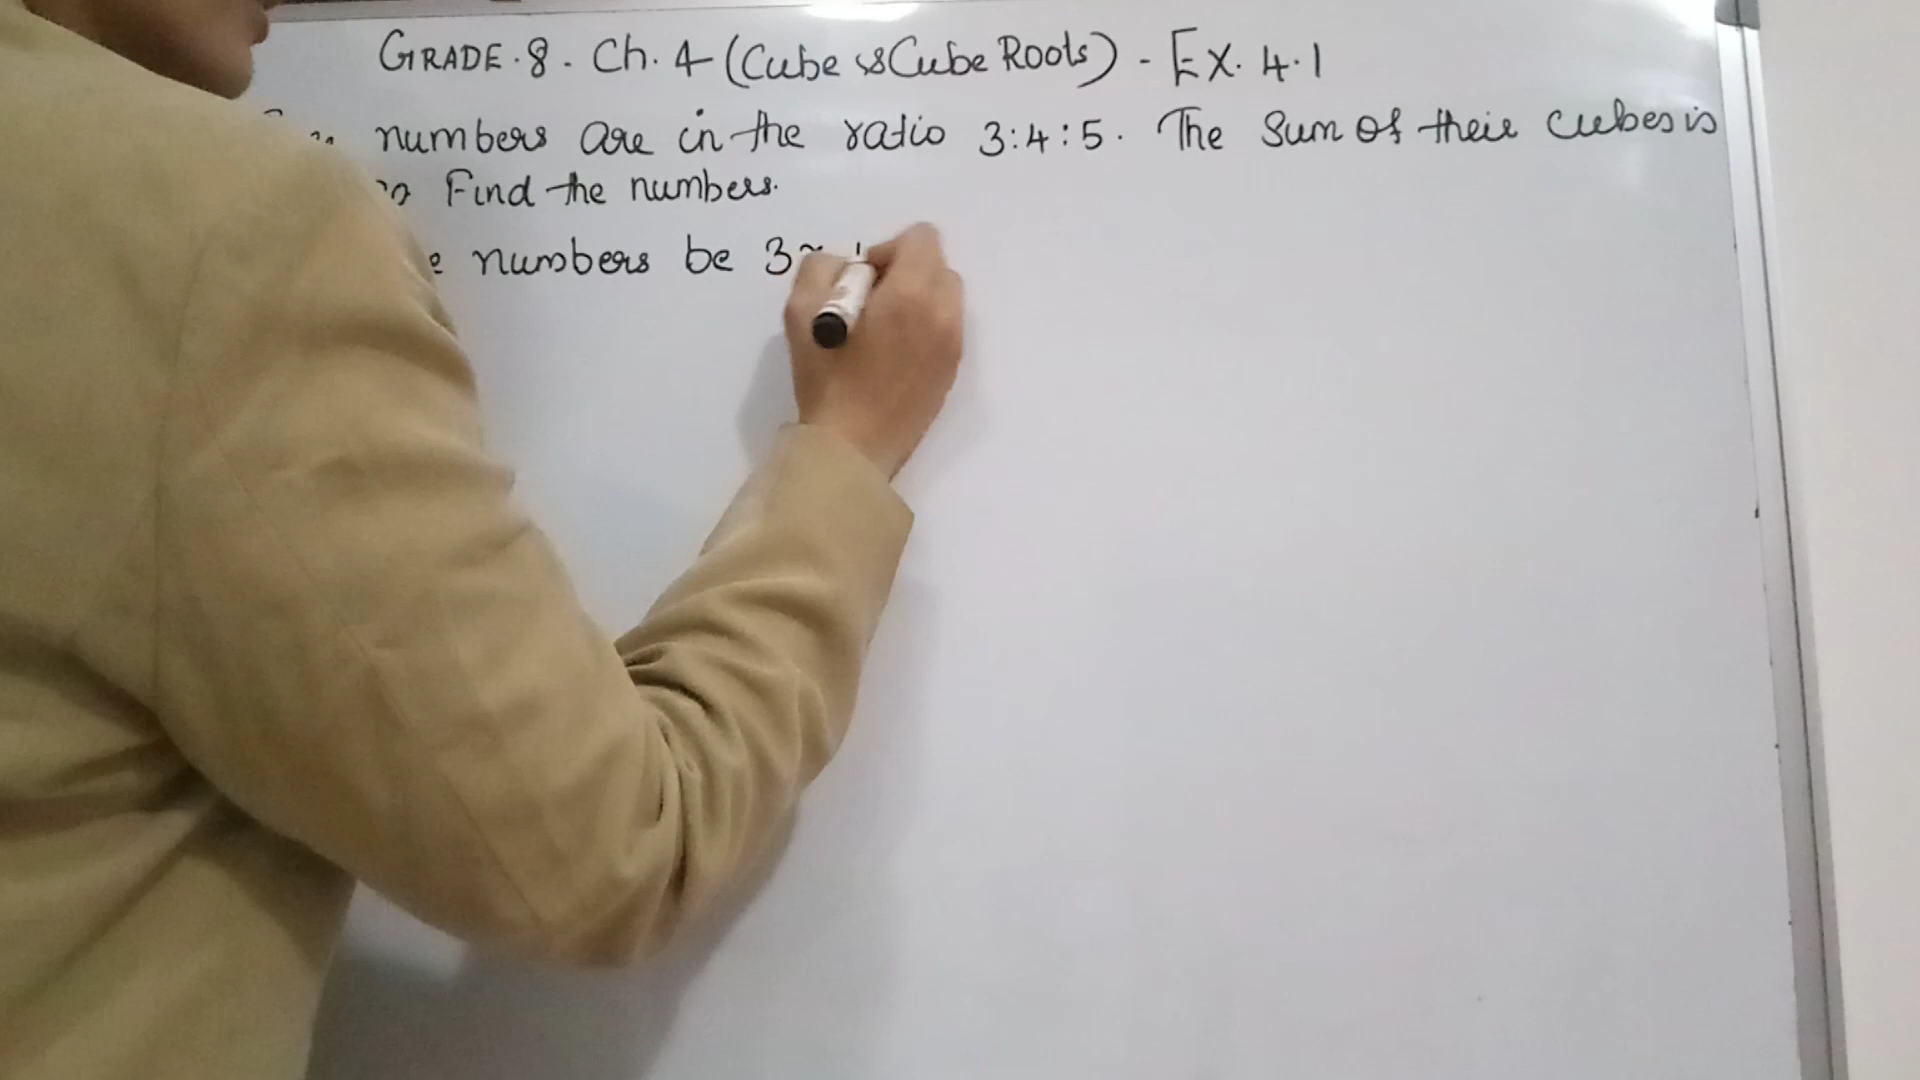 GRADE.8. Ch.4 (Cube & Cube Roots) - Ex. 4.1
numbers are in the ratio 3:4:5. The Sum of their cubes is
Find the numbers.
numbers be 3